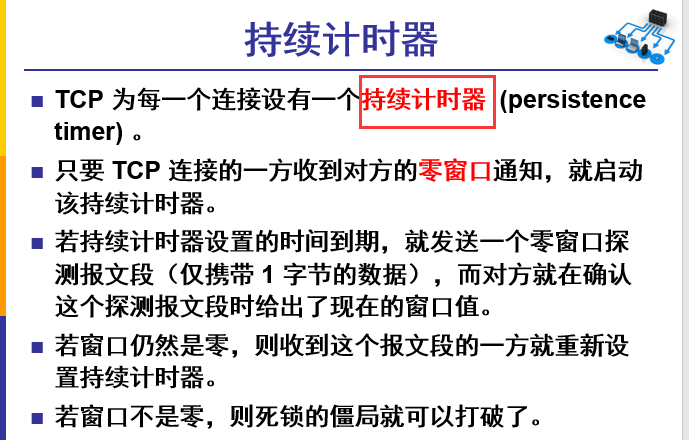 持续计时器
TCP 为每一个连接设有一个持续计时器 (persistence
timer) 。
只要 TCP 连接的一方收到对方的零窗口通知，就启动
该持续计时器。
若持续计时器设置的时间到期，就发送一个零窗口探
测报文段（仅携带 1 字节的数据），而对方就在确认
这个探测报文段时给出了现在的窗口值。
若窗口仍然是零，则收到这个报文段的一方就重新设
置持续计时器。
若窗口不是零，则死锁的僵局就可以打破了。